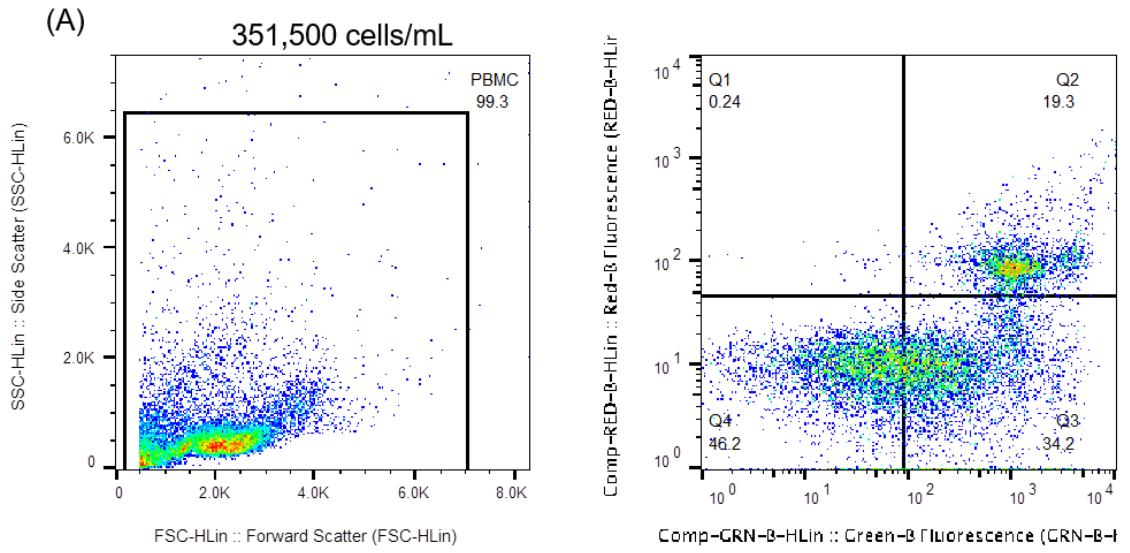 (A)
351,500 cells/mL
PBMC
99.3
SSC-HLin :: Side Scatter (SSC-HLin)
6.0K
4.0K
2.0K
0
0
2.0K
4.0K
6.0K
8.0K
FSC-HLin :: Forward Scatter (FSC-HLin)
Comp-RED-B-HLin :: Red-B Fluorescence (RED-B-HLin
10^4
10^3
10^2
10^1
10^0
Q1
0.24
Q2
19.3
Q4
46.2
Q3
34.2
10^0
10^1
10^2
10^3
10^4
Comp-GRN-B-HLin :: Green-B Fluorescence (GRN-B-H